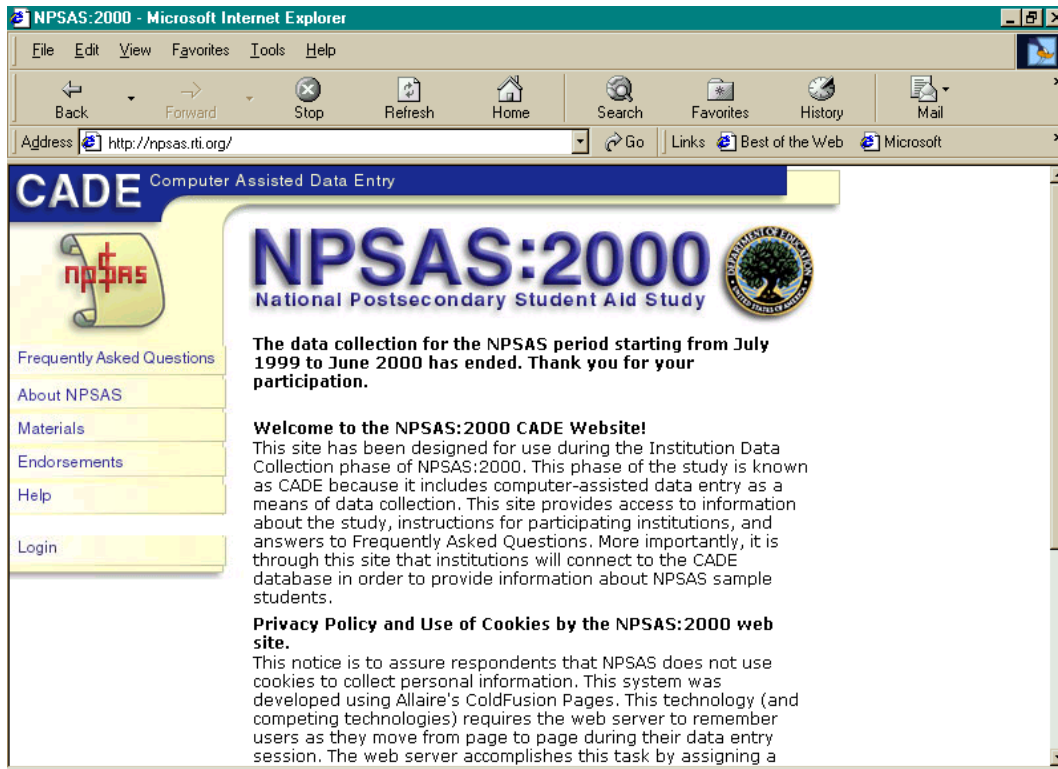 NPSAS:2000 - Microsoft Internet Explorer
File Edit View Favorites Tools Help
Back Forward Stop Refresh Home Search Favorites History Mail
Address http://npsas.rti.org/ Go Links Best of the Web Microsoft
CADE Computer Assisted Data Entry
np$as
NPSAS:2000
National Postsecondary Student Aid Study
DEPARTMENT OF EDUCATION
UNITED STATES OF AMERICA
Frequently Asked Questions
About NPSAS
Materials
Endorsements
Help
Login
The data collection for the NPSAS period starting from July
1999 to June 2000 has ended. Thank you for your
participation.
Welcome to the NPSAS:2000 CADE Website!
This site has been designed for use during the Institution Data
Collection phase of NPSAS:2000. This phase of the study is known
as CADE because it includes computer-assisted data entry as a
means of data collection. This site provides access to information
about the study, instructions for participating institutions, and
answers to Frequently Asked Questions. More importantly, it is
through this site that institutions will connect to the CADE
database in order to provide information about NPSAS sample
students.
Privacy Policy and Use of Cookies by the NPSAS:2000 web
site.
This notice is to assure respondents that NPSAS does not use
cookies to collect personal information. This system was
developed using Allaire's ColdFusion Pages. This technology (and
competing technologies) requires the web server to remember
users as they move from page to page during their data entry
session. The web server accomplishes this task by assigning a